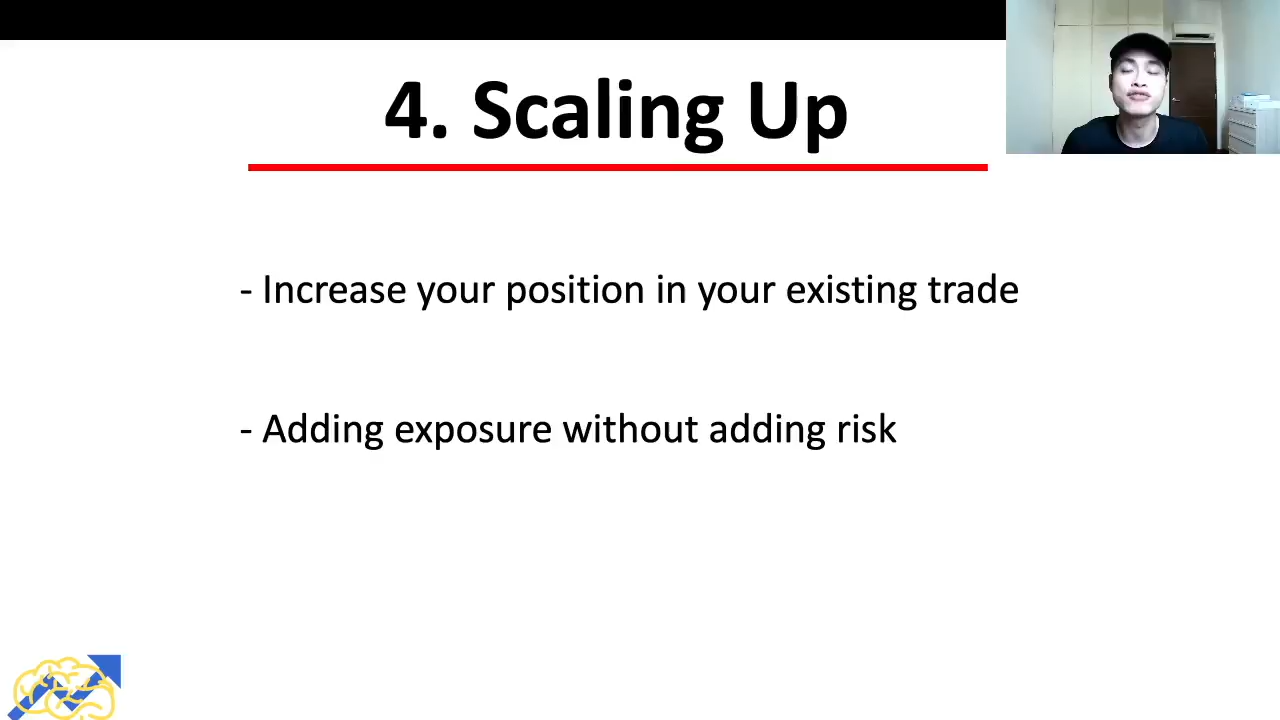 4. Scaling Up
- Increase your position in your existing trade
- Adding exposure without adding risk